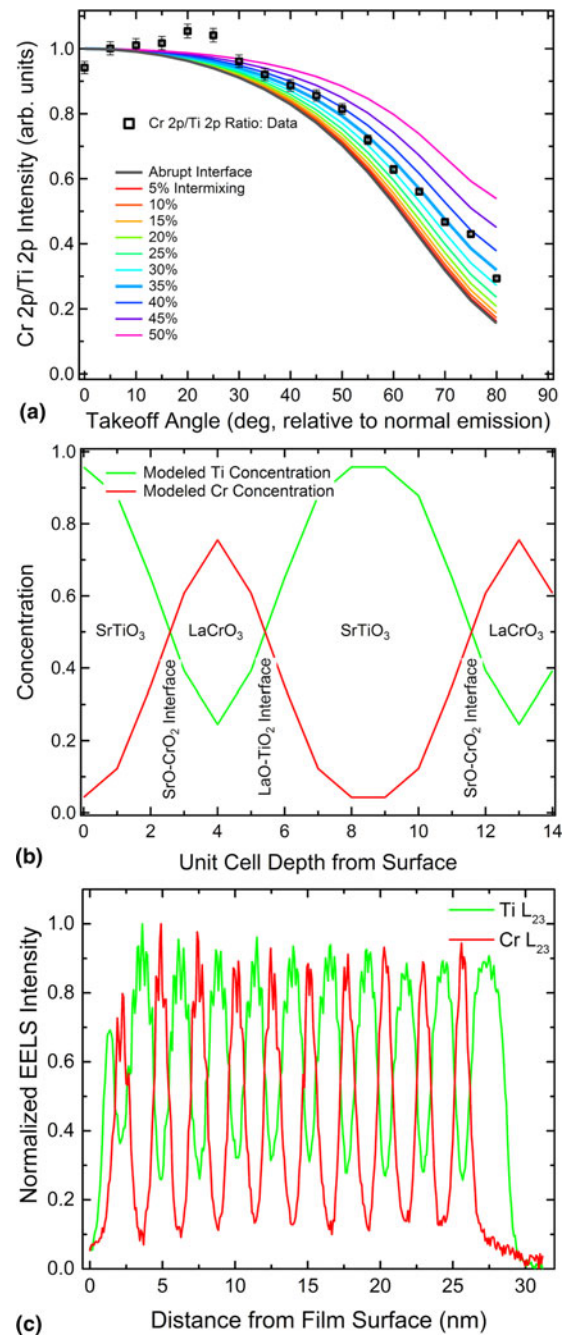 1.0
0.8
0.6
0.4
0.2
0.0
Cr 2p/Ti 2p Intensity (arb. units)
Cr 2p/Ti 2p Ratio: Data
Abrupt Interface
5% Intermixing
10%
15%
20%
25%
30%
35%
40%
45%
50%
0 10 20 30 40 50 60 70 80 90
(a)
Takeoff Angle (deg, relative to normal emission)
1.0
0.8
0.6
0.4
0.2
0.0
Concentration
Modeled Ti Concentration
Modeled Cr Concentration
SrTiO3
LaCrO3
SrTiO3
LaCrO3
SrO-CrO2 Interface
LaO-TiO2 Interface
SrO-CrO2 Interface
0 2 4 6 8 10 12 14
(b)
Unit Cell Depth from Surface
1.0
0.8
0.6
0.4
0.2
0.0
Normalized EELS Intensity
Ti L23
Cr L23
0 5 10 15 20 25 30
(c)
Distance from Film Surface (nm)